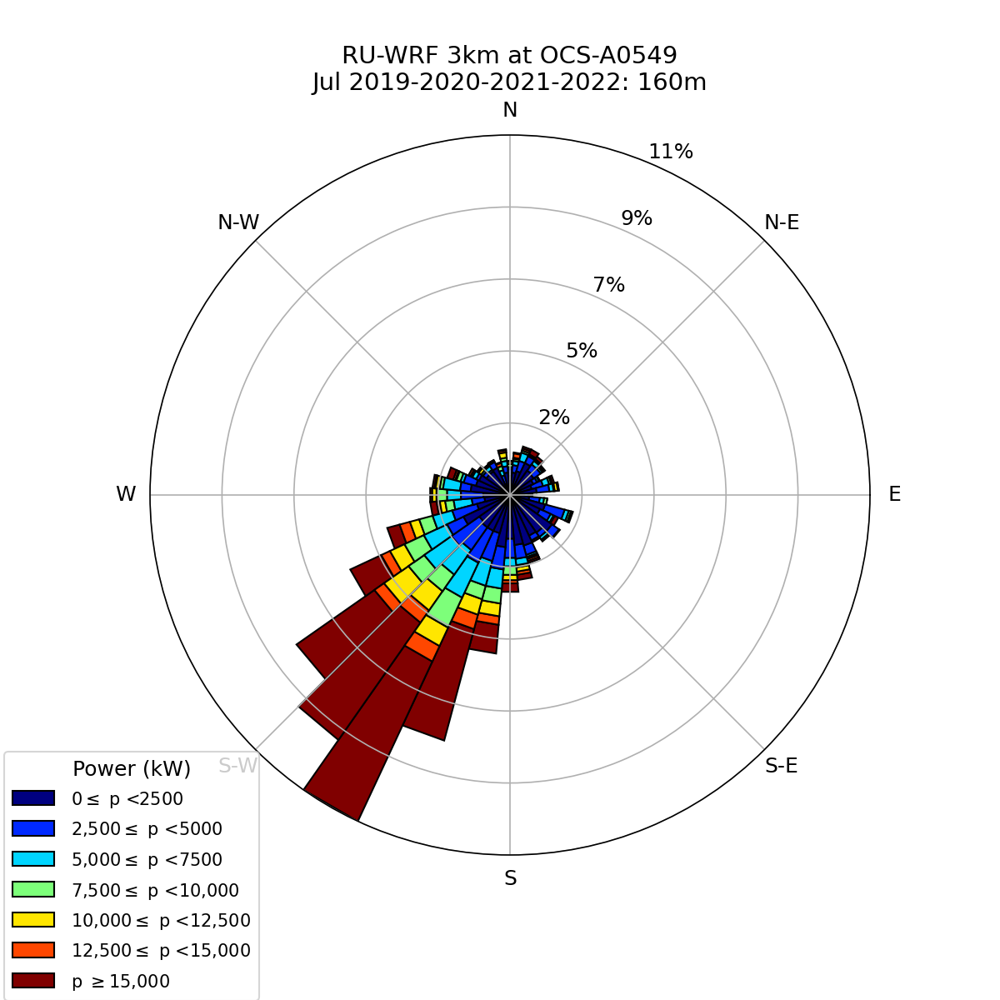 RU-WRF 3km at OCS-A0549
Jul 2019-2020-2021-2022: 160m
N
11%
N-W
N-E
9%
7%
5%
2%
W
E
S-W
S-E
S
Power (kW)
0≤ p <2500
2,500≤ p <5000
5,000≤ p <7500
7,500≤ p <10,000
10,000≤ p <12,500
12,500≤ p <15,000
p ≥15,000